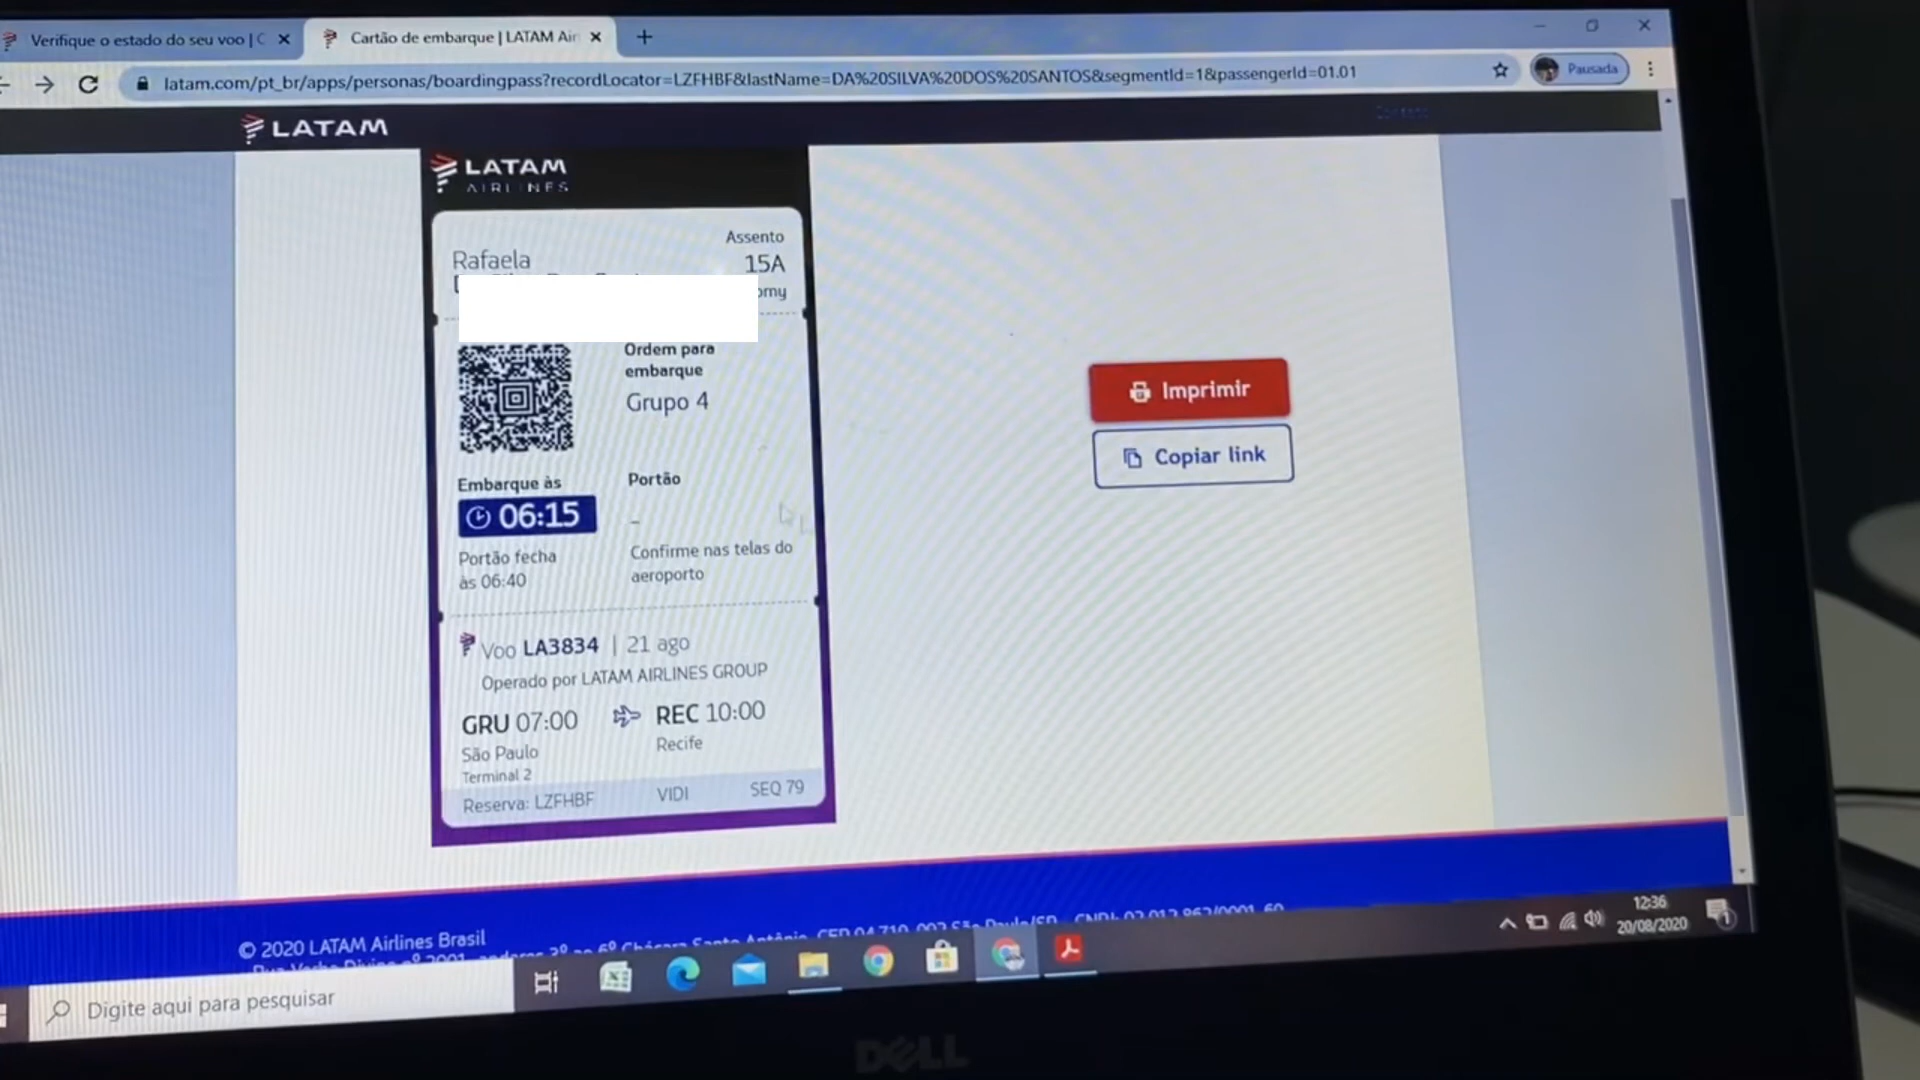 Verifique o estado do seu voo | C
Cartão de embarque | LATAM Air
latam.com/pt_br/apps/personas/boardingpass?recordLocator=LZFHBF&lastName=DA%20SILVA%20DOS%20SANTOS&segmentId=1&passengerId=01.01
Pausada
LATAM
LATAM
AIRLINES
Assento
Rafaela
15A
omy
Ordem para
embarque
Grupo 4
Imprimir
Copiar link
Embarque às
Portão
06:15
–
Portão fecha
às 06:40
Confirme nas telas do
aeroporto
Voo LA3834 | 21 ago
Operado por LATAM AIRLINES GROUP
GRU 07:00
REC 10:00
São Paulo
Recife
Terminal 2
Reserva: LZFHBF
VIDI
SEQ 79
© 2020 LATAM Airlines Brasil
Digite aqui para pesquisar
12:36
20/08/2020
1
DELL